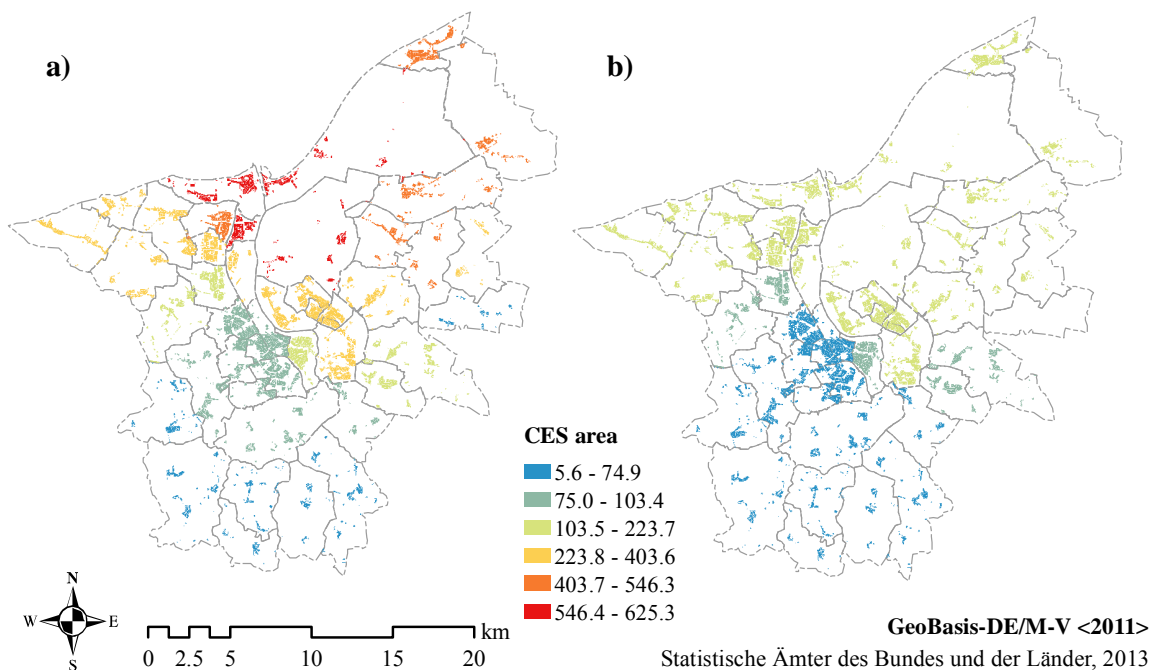 a)
b)
CES area
5.6 - 74.9
75.0 - 103.4
103.5 - 223.7
223.8 - 403.6
403.7 - 546.3
546.4 - 625.3
N
W E
S
km
0 2.5 5 10 15 20
GeoBasis-DE/M-V <2011>
Statistische Ämter des Bundes und der Länder, 2013